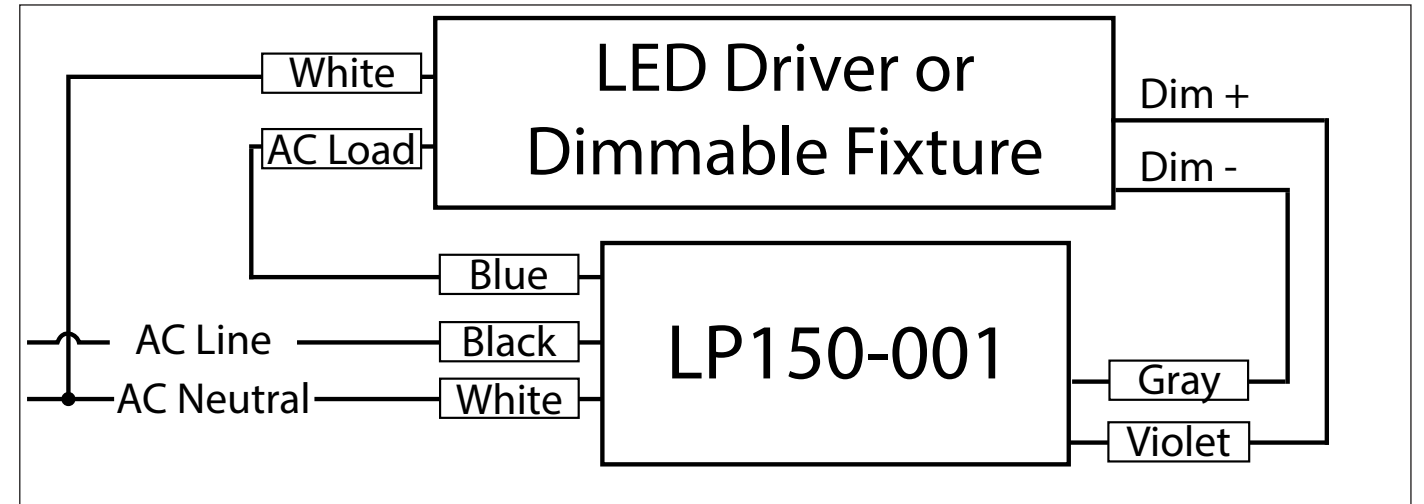 White
LED Driver or
Dimmable Fixture
Dim +
AC Load
Dim -
Blue
AC Line
Black
LP150-001
AC Neutral
White
Gray
Violet